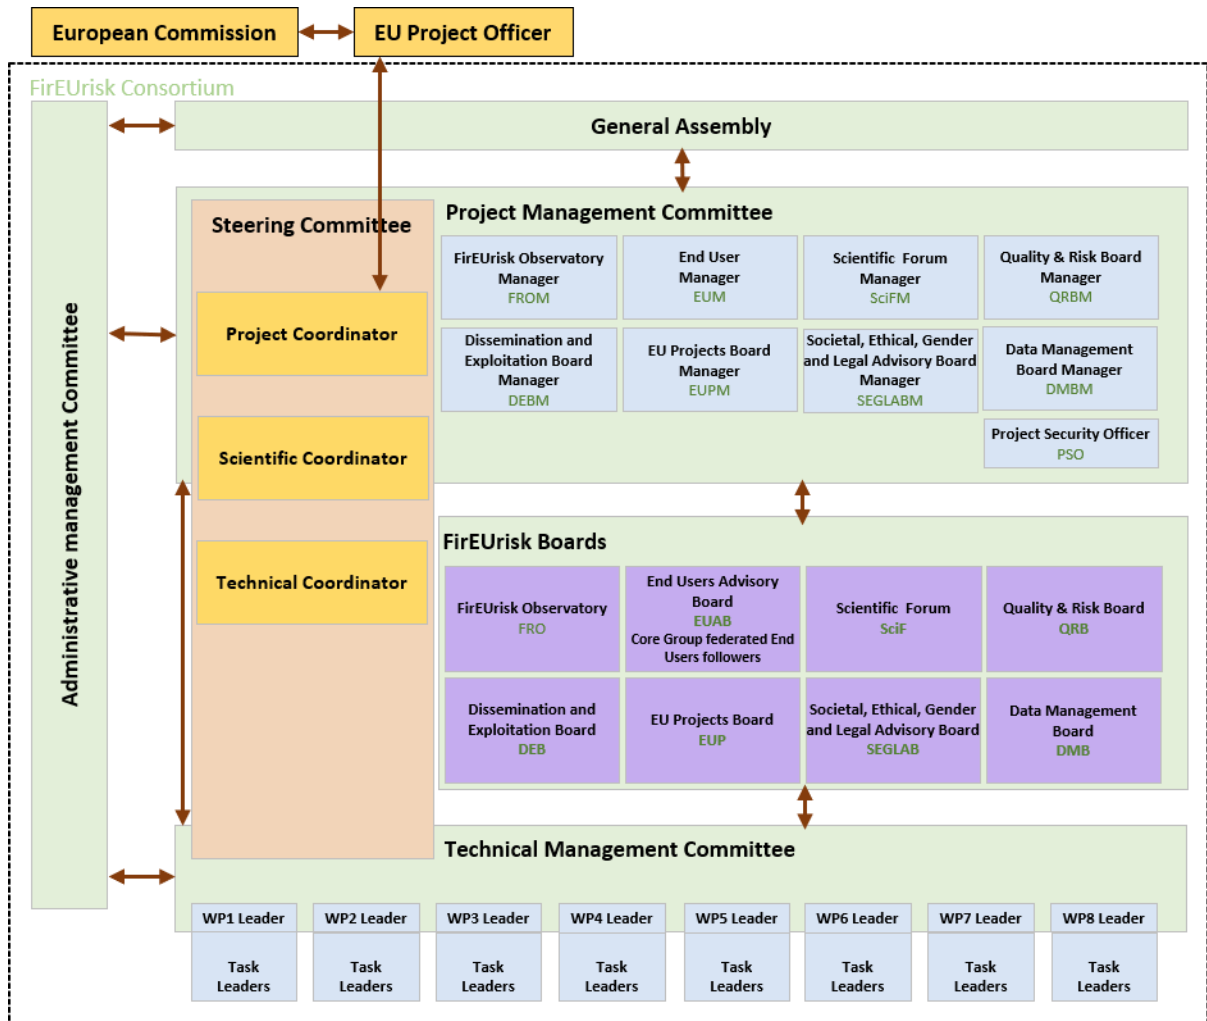 European Commission
EU Project Officer
FirEUrisk Consortium
Administrative management Committee
General Assembly
Steering Committee
Project Coordinator
Scientific Coordinator
Technical Coordinator
Project Management Committee
FirEUrisk Observatory
Manager
FROM
End User
Manager
EUM
Scientific Forum
Manager
SciFM
Quality & Risk Board
Manager
QRBM
Dissemination and
Exploitation Board
Manager
DEBM
EU Projects Board
Manager
EUPM
Societal, Ethical, Gender
and Legal Advisory Board
Manager
SEGLABM
Data Management
Board Manager
DMBM
Project Security Officer
PSO
FirEUrisk Boards
FirEUrisk Observatory
FRO
End Users Advisory
Board
EUAB
Core Group federated End
Users followers
Scientific Forum
SciF
Quality & Risk Board
QRB
Dissemination and
Exploitation Board
DEB
EU Projects Board
EUP
Societal, Ethical, Gender
and Legal Advisory Board
SEGLAB
Data Management
Board
DMB
Technical Management Committee
WP1 Leader
WP2 Leader
WP3 Leader
WP4 Leader
WP5 Leader
WP6 Leader
WP7 Leader
WP8 Leader
Task
Leaders
Task
Leaders
Task
Leaders
Task
Leaders
Task
Leaders
Task
Leaders
Task
Leaders
Task
Leaders